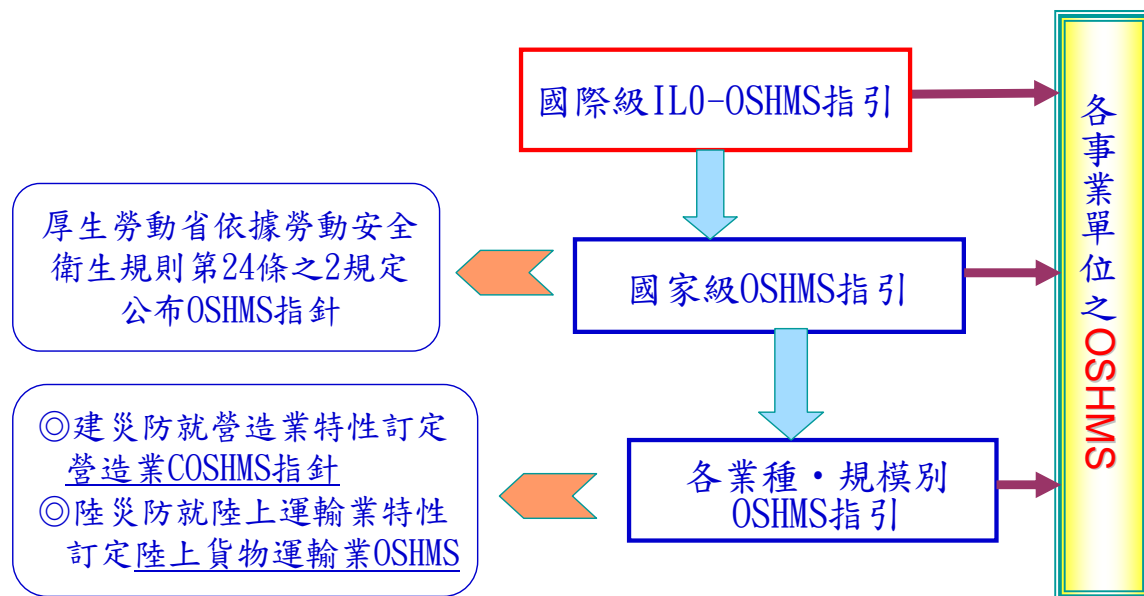 國際級ILO-OSHMS指引
厚生勞動省依據勞動安全
衛生規則第24條之2規定
公布OSHMS指針
國家級OSHMS指引
◎建災防就營造業特性訂定
營造業COSHMS指針
◎陸災防就陸上運輸業特性
訂定陸上貨物運輸業OSHMS
各業種・規模別
OSHMS指引
各事業單位之OSHMS